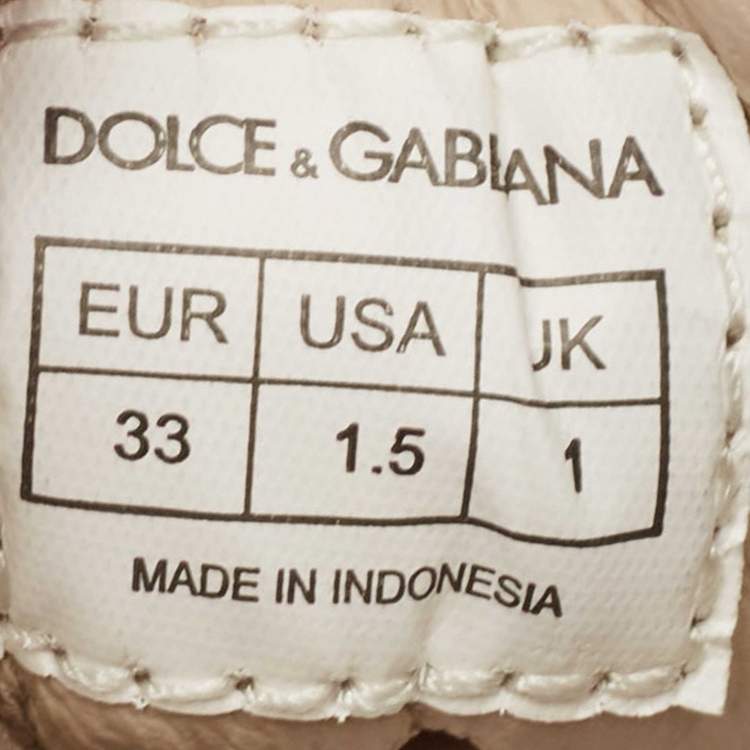 DOLCE & GABBANA
EUR USA UK
33 1.5 1
MADE IN INDONESIA